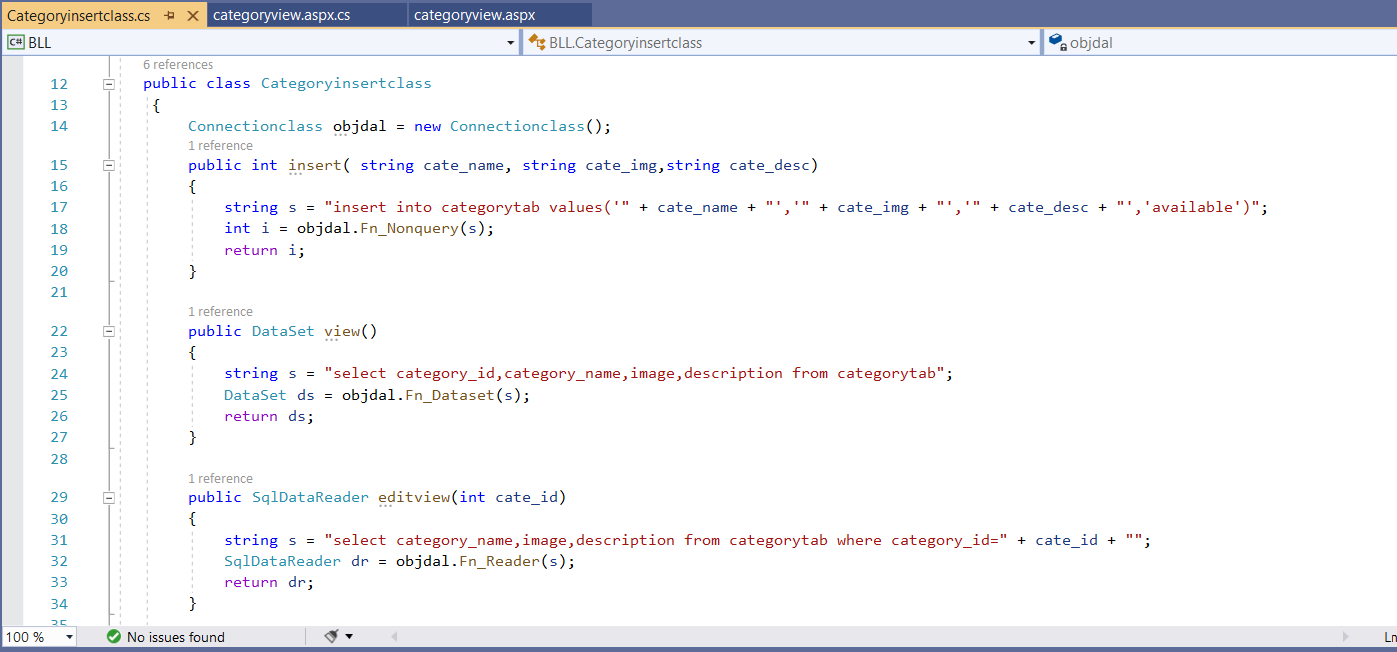 Categoryinsertclass.cs categoryview.aspx.cs categoryview.aspx
C# BLL BLL.Categoryinsertclass objdal
6 references
12 public class Categoryinsertclass
13 {
14 Connectionclass objdal = new Connectionclass();
1 reference
15 public int insert( string cate_name, string cate_img,string cate_desc)
16 {
17 string s = "insert into categorytab values('" + cate_name + "','" + cate_img + "','" + cate_desc + "','available')";
18 int i = objdal.Fn_Nonquery(s);
19 return i;
20 }
21
1 reference
22 public DataSet view()
23 {
24 string s = "select category_id,category_name,image,description from categorytab";
25 DataSet ds = objdal.Fn_Dataset(s);
26 return ds;
27 }
28
1 reference
29 public SqlDataReader editview(int cate_id)
30 {
31 string s = "select category_name,image,description from categorytab where category_id=" + cate_id + "";
32 SqlDataReader dr = objdal.Fn_Reader(s);
33 return dr;
34 }
35
100 % No issues found Ln